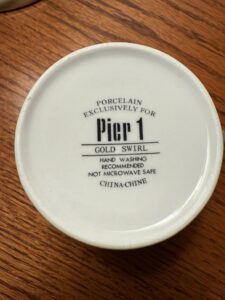 PORCELAIN
EXCLUSIVELY FOR
Pier 1
GOLD SWIRL
HAND WASHING
RECOMMENDED
NOT MICROWAVE SAFE
CHINA·CHINE